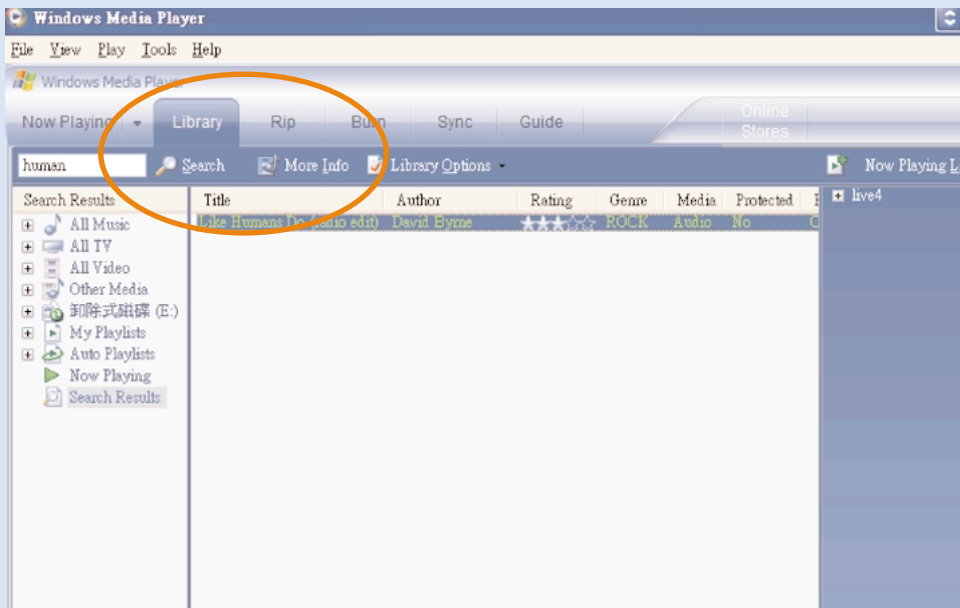 Windows Media Player
File View Play Tools Help
Windows Media Player
Now Playing Library Rip Burn Sync Guide Online Stores
human Search More Info Library Options Now Playing L
Search Results Title Author Rating Genre Media Protected
All Music Like Humans Do (radio edit) David Byrne ROCK Audio No live4
All TV
All Video
Other Media
卸除式磁碟 (E:)
My Playlists
Auto Playlists
Now Playing
Search Results